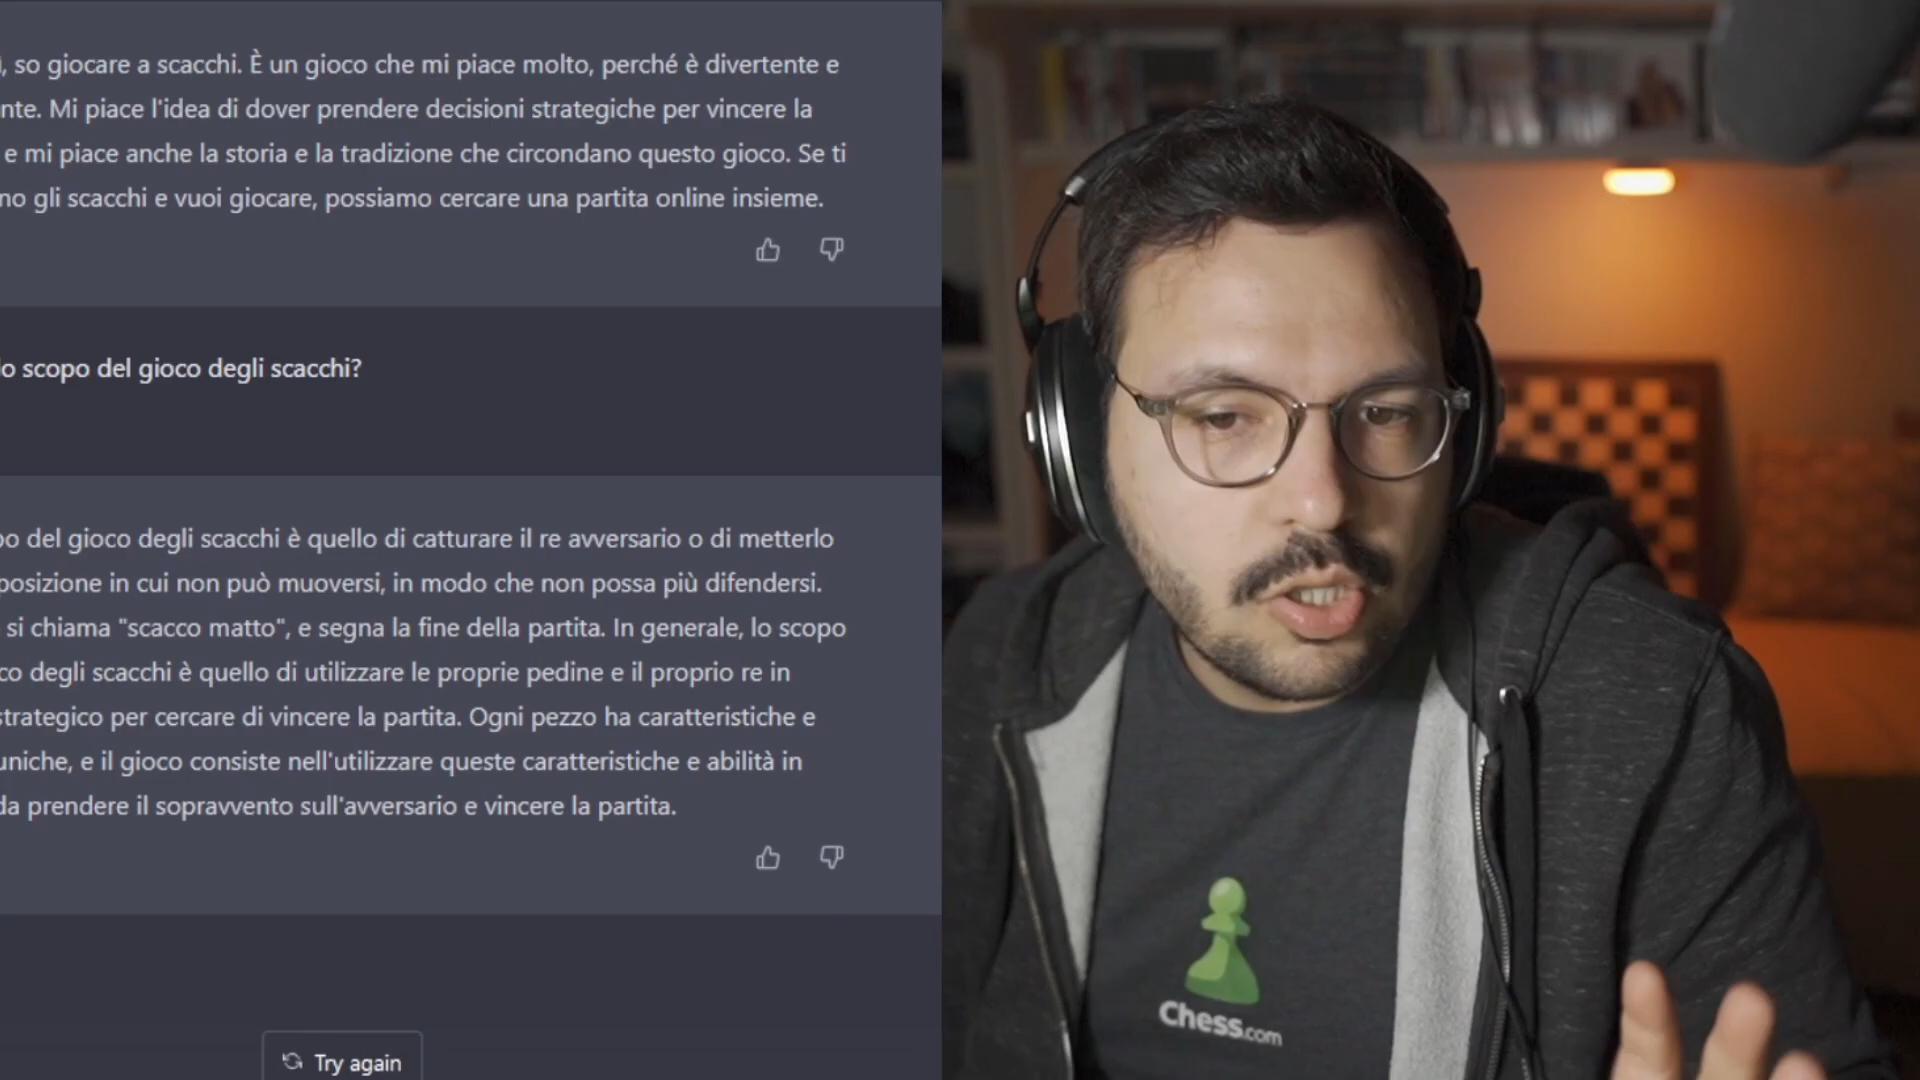 , so giocare a scacchi. È un gioco che mi piace molto, perché è divertente e
nte. Mi piace l'idea di dover prendere decisioni strategiche per vincere la
e mi piace anche la storia e la tradizione che circondano questo gioco. Se ti
no gli scacchi e vuoi giocare, possiamo cercare una partita online insieme.
lo scopo del gioco degli scacchi?
po del gioco degli scacchi è quello di catturare il re avversario o di metterlo
posizione in cui non può muoversi, in modo che non possa più difendersi.
si chiama "scacco matto", e segna la fine della partita. In generale, lo scopo
co degli scacchi è quello di utilizzare le proprie pedine e il proprio re in
strategico per cercare di vincere la partita. Ogni pezzo ha caratteristiche e
uniche, e il gioco consiste nell'utilizzare queste caratteristiche e abilità in
da prendere il sopravvento sull'avversario e vincere la partita.
Try again
Chess.com